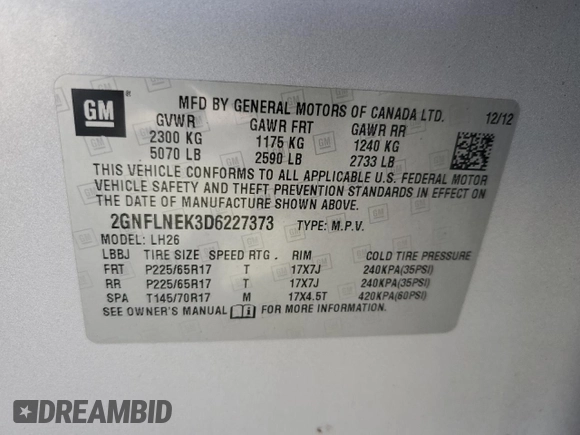 GM
MFD BY GENERAL MOTORS OF CANADA LTD.
12/12
GVWR GAWR FRT GAWR RR
2300 KG 1175 KG 1240 KG
5070 LB 2590 LB 2733 LB
THIS VEHICLE CONFORMS TO ALL APPLICABLE U.S. FEDERAL MOTOR
VEHICLE SAFETY AND THEFT PREVENTION STANDARDS IN EFFECT ON
THE DATE OF MANUFACTURE SHOWN ABOVE.
2GNFLNEK3D6227373 TYPE: M.P.V.
MODEL: LH26
LBBJ TIRE SIZE SPEED RTG. RIM COLD TIRE PRESSURE
FRT P225/65R17 T 17X7J 240KPA(35PSI)
RR P225/65R17 T 17X7J 240KPA(35PSI)
SPA T145/70R17 M 17X4.5T 420KPA(60PSI)
SEE OWNER'S MANUAL i FOR MORE INFORMATION.
DREAMBID